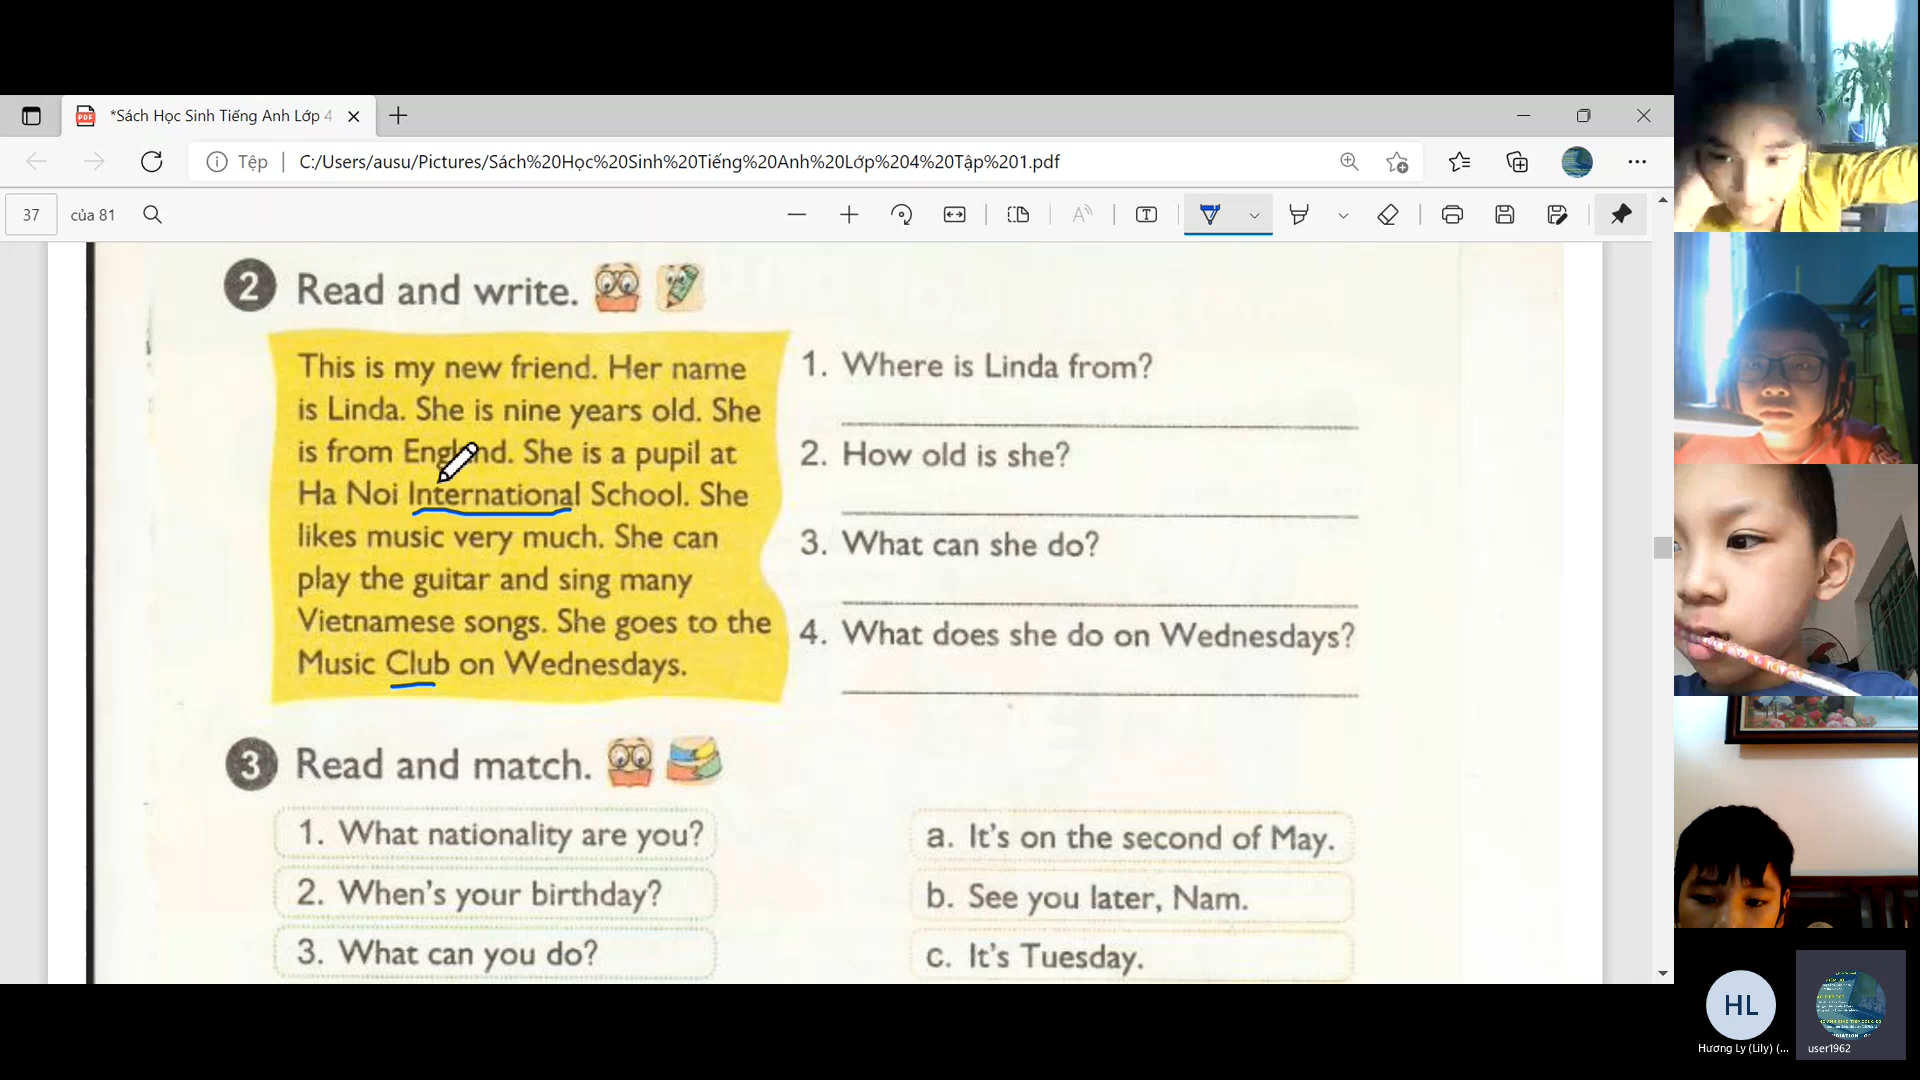 *Sách Học Sinh Tiếng Anh Lớp 4
Tệp
C:/Users/ausu/Pictures/Sách%20Học%20Sinh%20Tiếng%20Anh%20Lớp%204%20Tập%201.pdf
37 của 81
2 Read and write.
This is my new friend. Her name
is Linda. She is nine years old. She
is from England. She is a pupil at
Ha Noi International School. She
likes music very much. She can
play the guitar and sing many
Vietnamese songs. She goes to the
Music Club on Wednesdays.
1. Where is Linda from?
2. How old is she?
3. What can she do?
4. What does she do on Wednesdays?
3 Read and match.
1. What nationality are you?
2. When's your birthday?
3. What can you do?
a. It's on the second of May.
b. See you later, Nam.
c. It's Tuesday.
HL
Hương Ly (Lily) (...
user1962